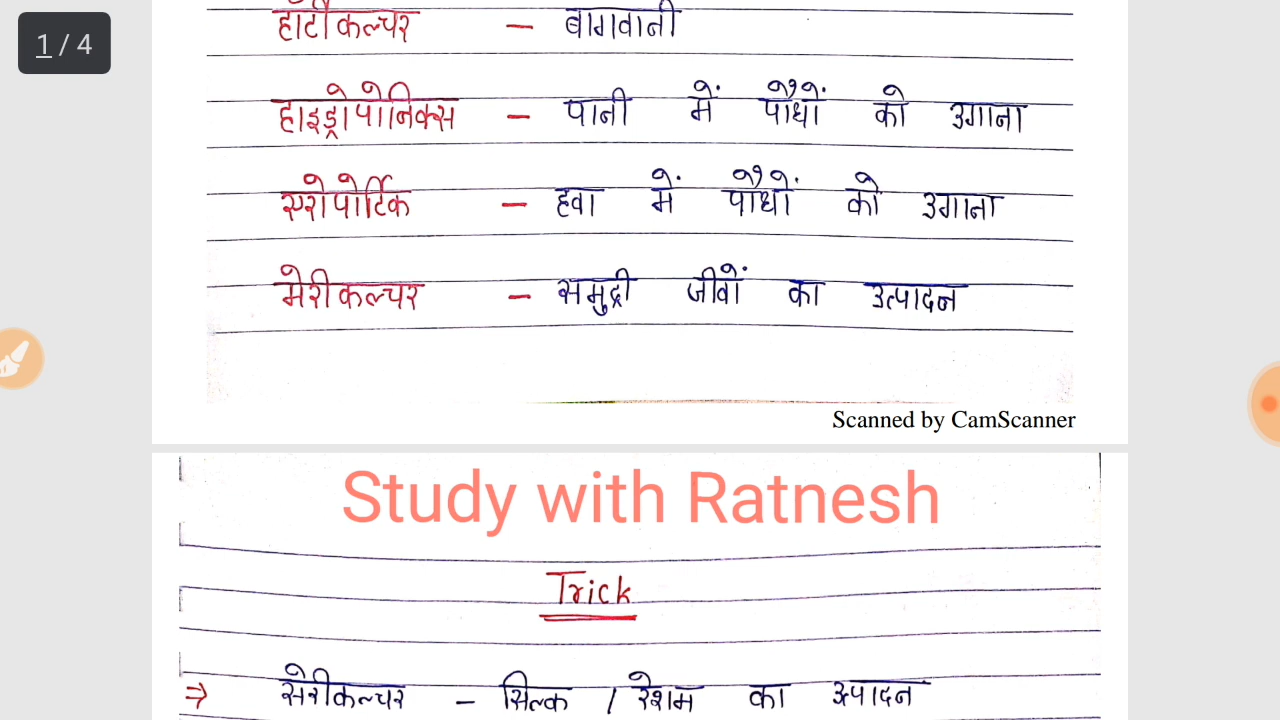 हॉर्टीकल्चर - बागवानी
1 / 4
हाइड्रोपोनिक्स - पानी में पौधों को उगाना
एरोपोर्टिक - हवा में पौधों को उगाना
मेरीकल्चर - समुद्री जीवों का उत्पादन
Scanned by CamScanner
Study with Ratnesh
Trick
⇒ सेरीकल्चर - सिल्क / रेशम का उत्पादन